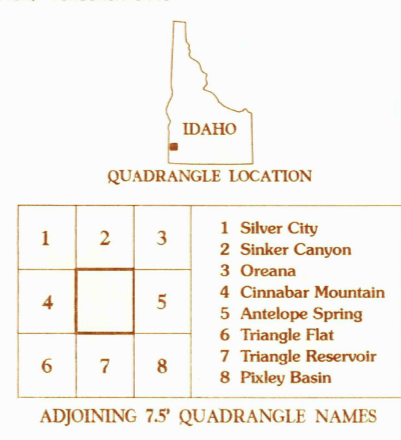 IDAHO
QUADRANGLE LOCATION
1 2 3
4 5
6 7 8
1 Silver City
2 Sinker Canyon
3 Oreana
4 Cinnabar Mountain
5 Antelope Spring
6 Triangle Flat
7 Triangle Reservoir
8 Pixley Basin
ADJOINING 7.5' QUADRANGLE NAMES